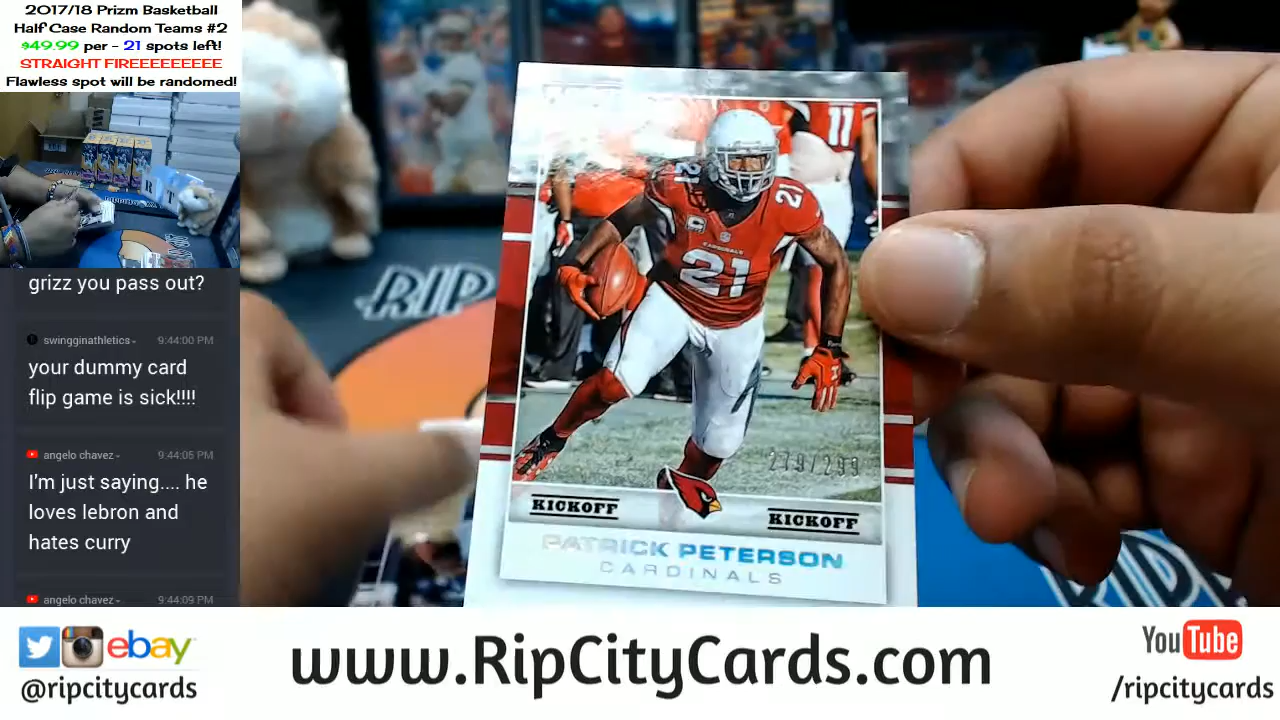 2017/18 Prizm Basketball
Half Case Random Teams #2
$49.99 per - 21 spots left!
STRAIGHT FIREEEEEEEEE
Flawless spot will be randomed!
grizz you pass out?
swingginathletics
9:44:00 PM
your dummy card
flip game is sick!!!!
angelo chavez
9:44:05 PM
I'm just saying.... he
loves lebron and
hates curry
angelo chavez
9:44:09 PM
RIP
11
21
21
CARDINALS
21
279/299
KICKOFF
KICKOFF
PATRICK PETERSON
CARDINALS
RIP
ebay
@ripcitycards
www.RipCityCards.com
YouTube
/ripcitycards